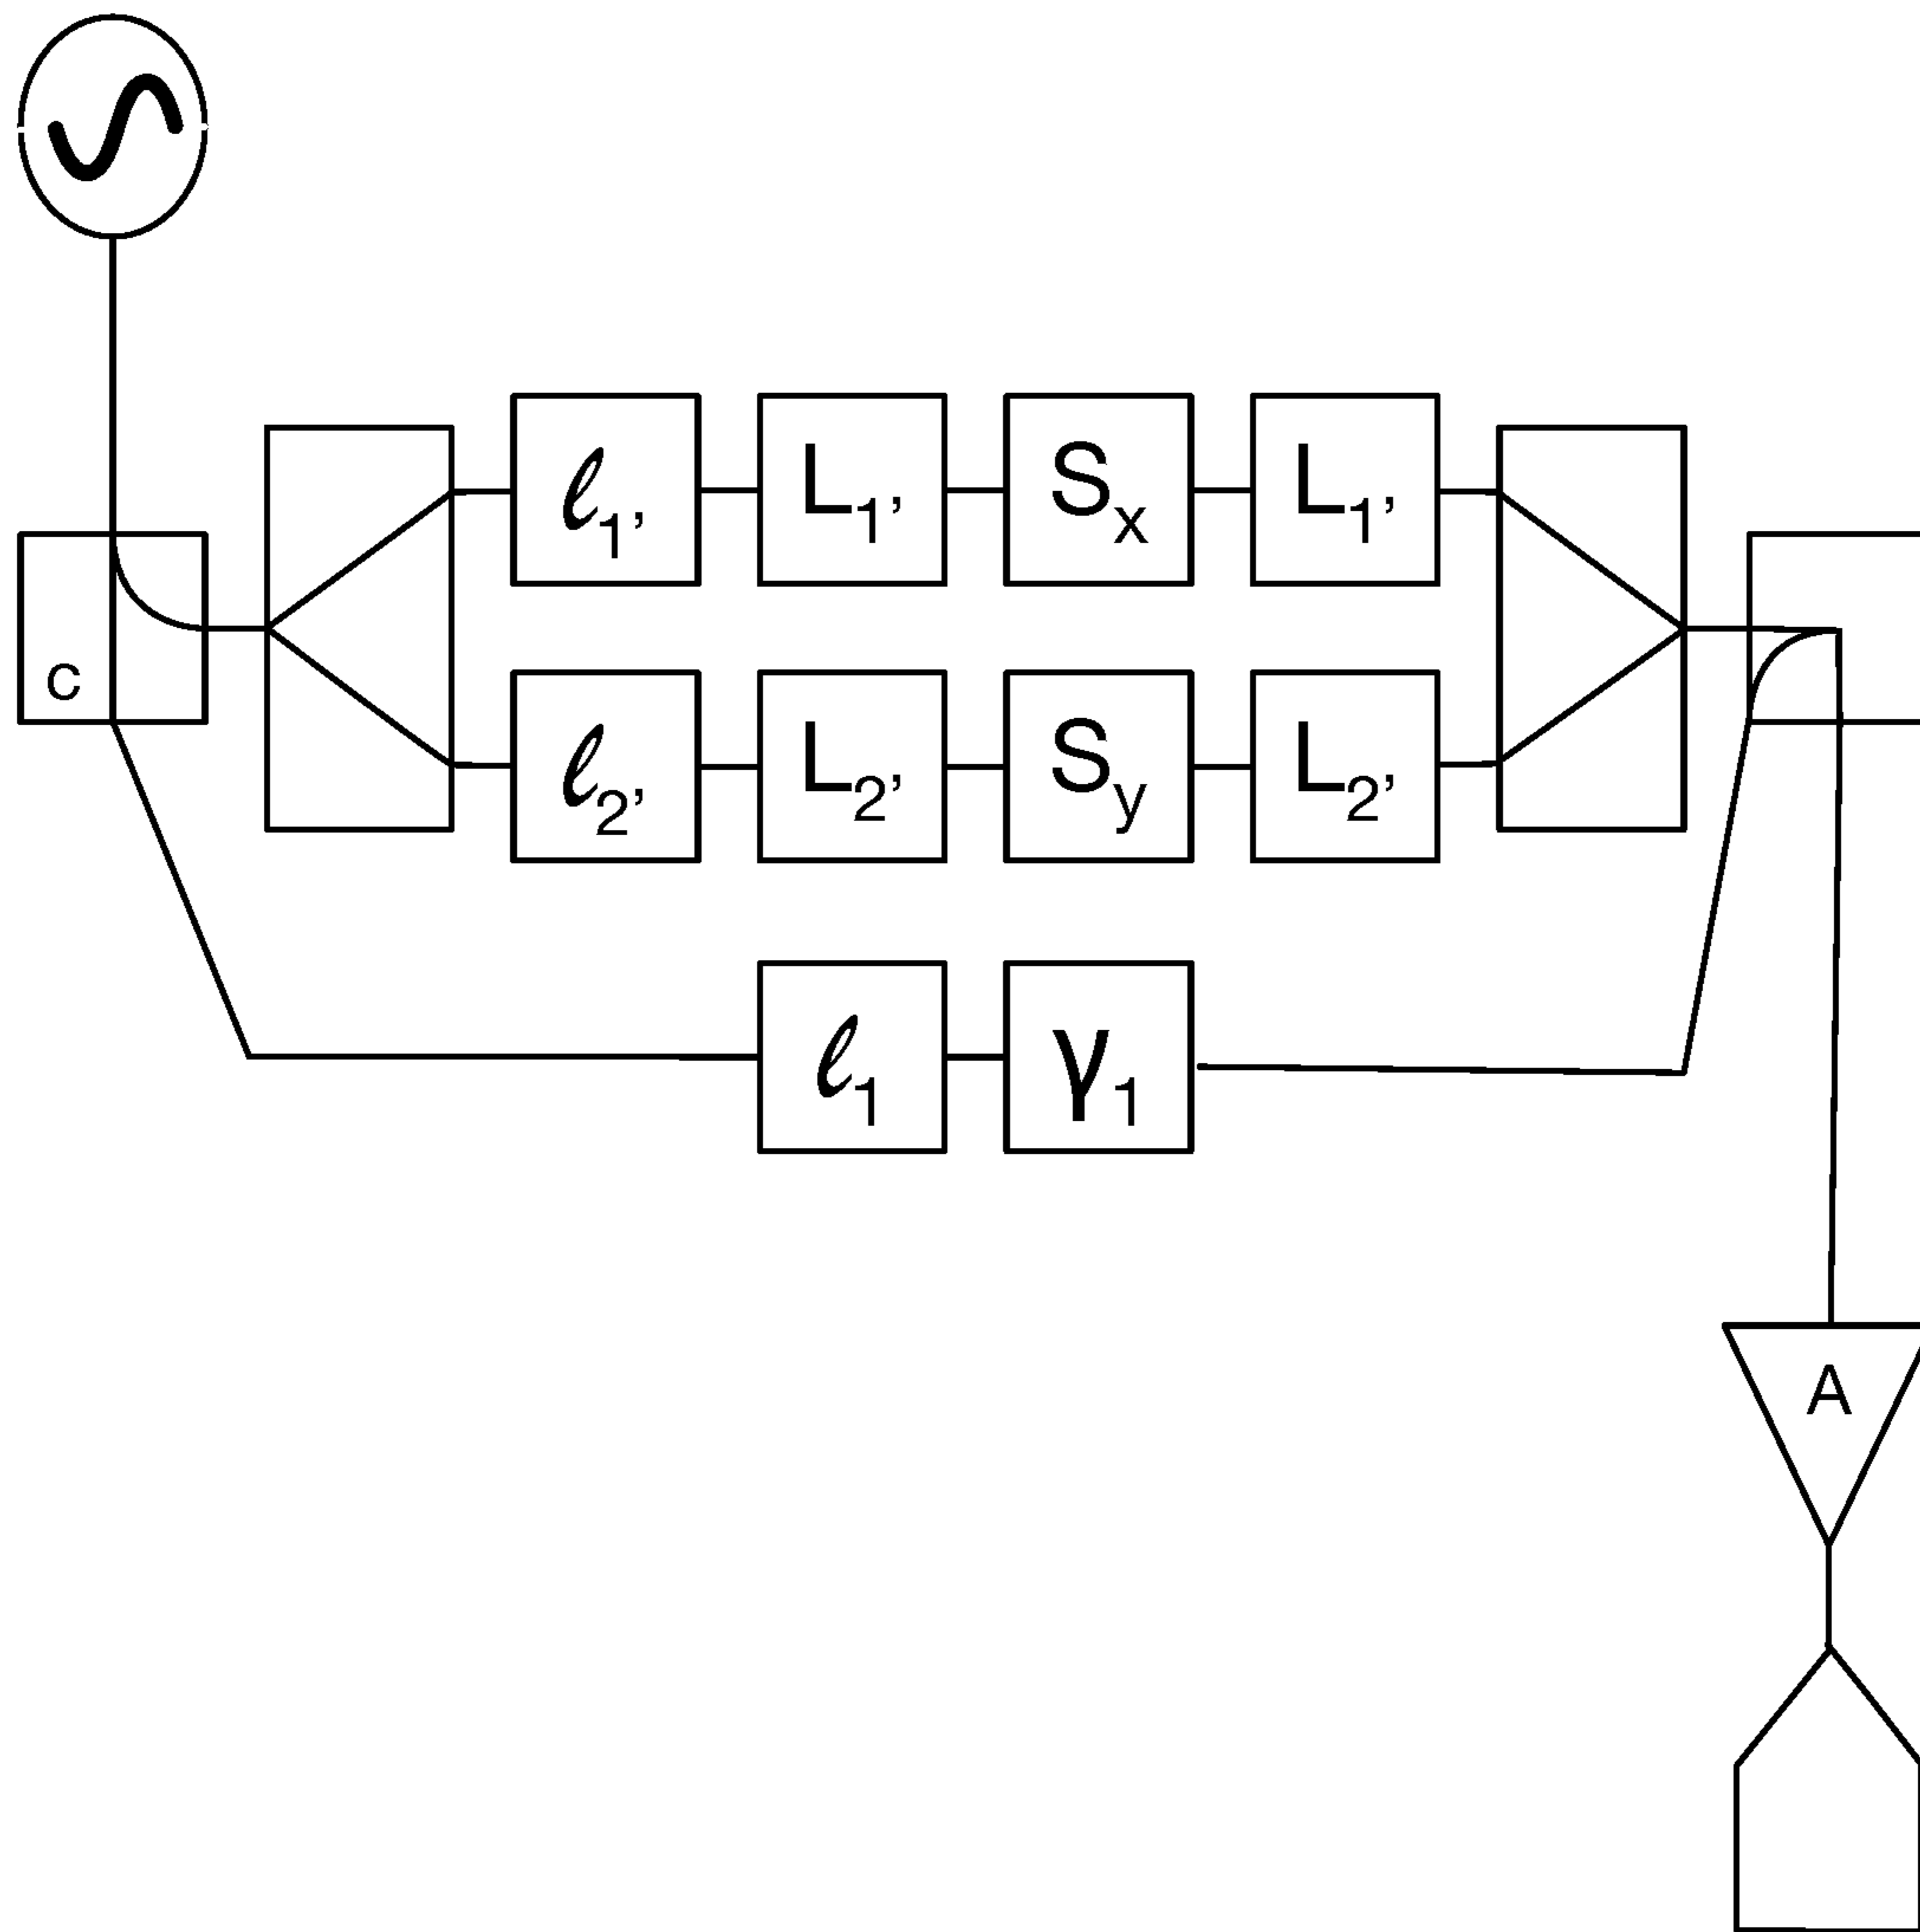 ℓ1, L1, Sx L1,
c
ℓ2, L2, Sy L2,
ℓ1 γ1
A